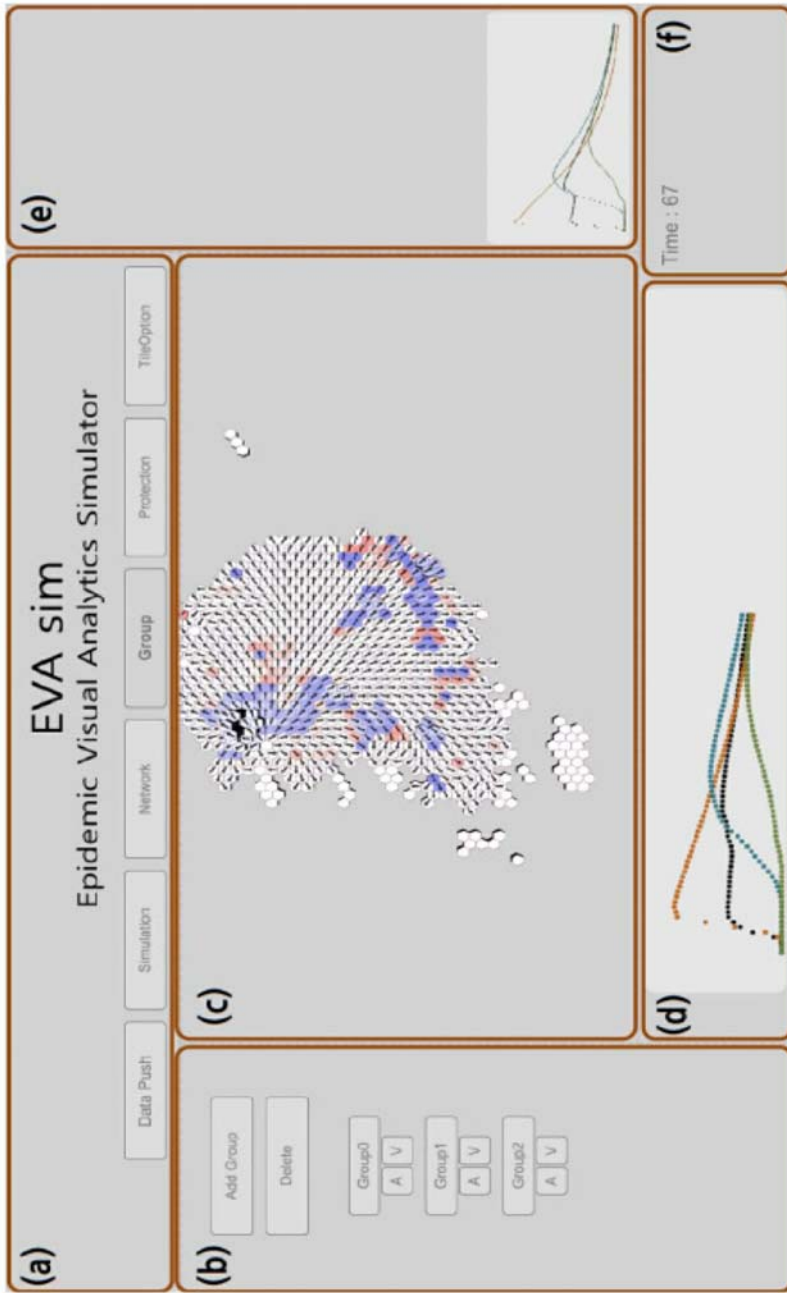 (a)
EVA sim
Epidemic Visual Analytics Simulator
Data Push
Simulation
Network
Group
Protection
TileOption
(b)
Add Group
Delete
Group0
A V
Group1
A V
Group2
A V
(c)
(d)
(e)
(f)
Time : 67